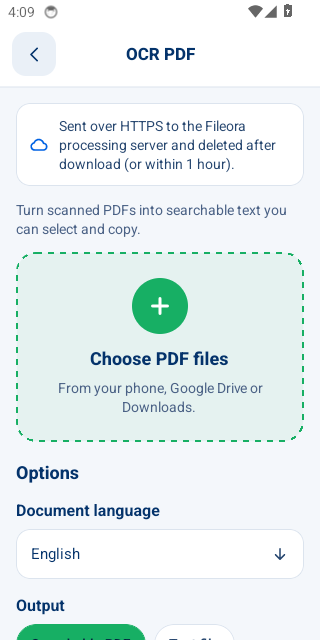 4:09
OCR PDF
Sent over HTTPS to the Fileora
processing server and deleted after
download (or within 1 hour).
Turn scanned PDFs into searchable text you
can select and copy.
Choose PDF files
From your phone, Google Drive or
Downloads.
Options
Document language
English
Output